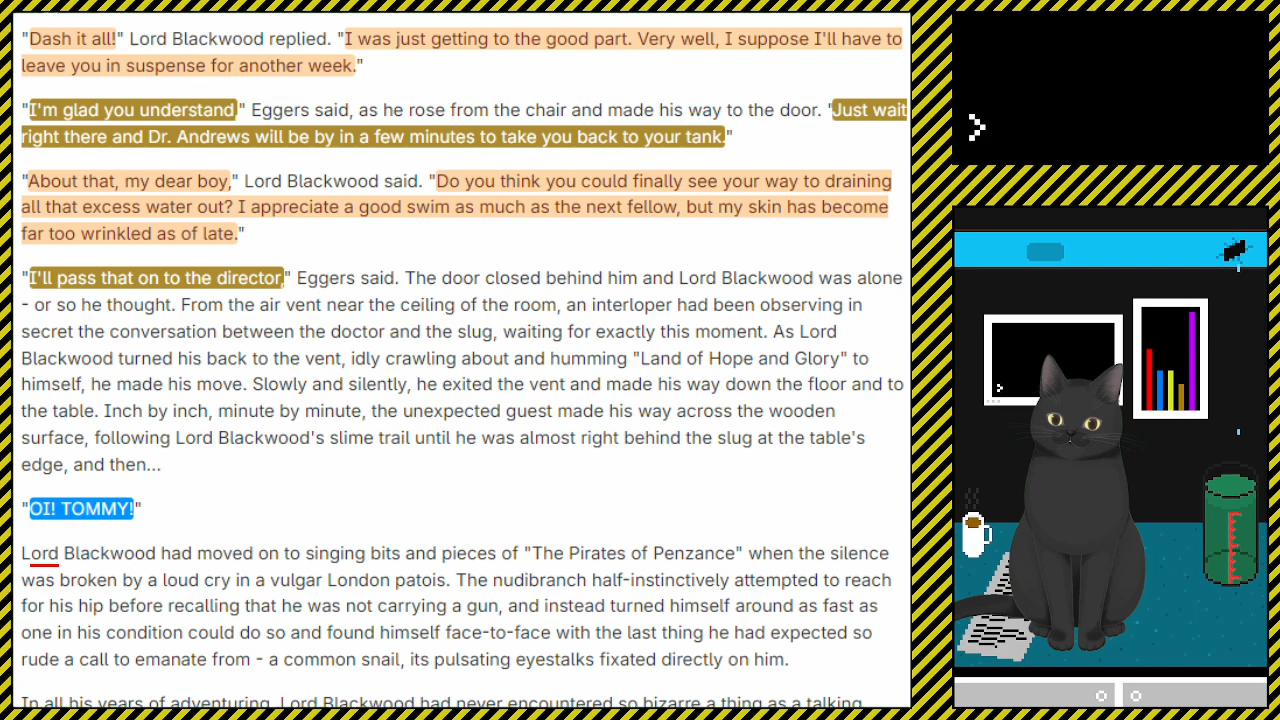 "Dash it all!" Lord Blackwood replied. "I was just getting to the good part. Very well, I suppose I'll have to
leave you in suspense for another week."
"I'm glad you understand," Eggers said, as he rose from the chair and made his way to the door. "Just wait
right there and Dr. Andrews will be by in a few minutes to take you back to your tank."
"About that, my dear boy," Lord Blackwood said. "Do you think you could finally see your way to draining
all that excess water out? I appreciate a good swim as much as the next fellow, but my skin has become
far too wrinkled as of late."
"I'll pass that on to the director," Eggers said. The door closed behind him and Lord Blackwood was alone
- or so he thought. From the air vent near the ceiling of the room, an interloper had been observing in
secret the conversation between the doctor and the slug, waiting for exactly this moment. As Lord
Blackwood turned his back to the vent, idly crawling about and humming "Land of Hope and Glory" to
himself, he made his move. Slowly and silently, he exited the vent and made his way down the floor and to
the table. Inch by inch, minute by minute, the unexpected guest made his way across the wooden
surface, following Lord Blackwood's slime trail until he was almost right behind the slug at the table's
edge, and then...
"OI! TOMMY!"
Lord Blackwood had moved on to singing bits and pieces of "The Pirates of Penzance" when the silence
was broken by a loud cry in a vulgar London patois. The nudibranch half-instinctively attempted to reach
for his hip before recalling that he was not carrying a gun, and instead turned himself around as fast as
one in his condition could do so and found himself face-to-face with the last thing he had expected so
rude a call to emanate from - a common snail, its pulsating eyestalks fixated directly on him.
In all his years of adventuring, Lord Blackwood had never encountered so bizarre a thing as a talking